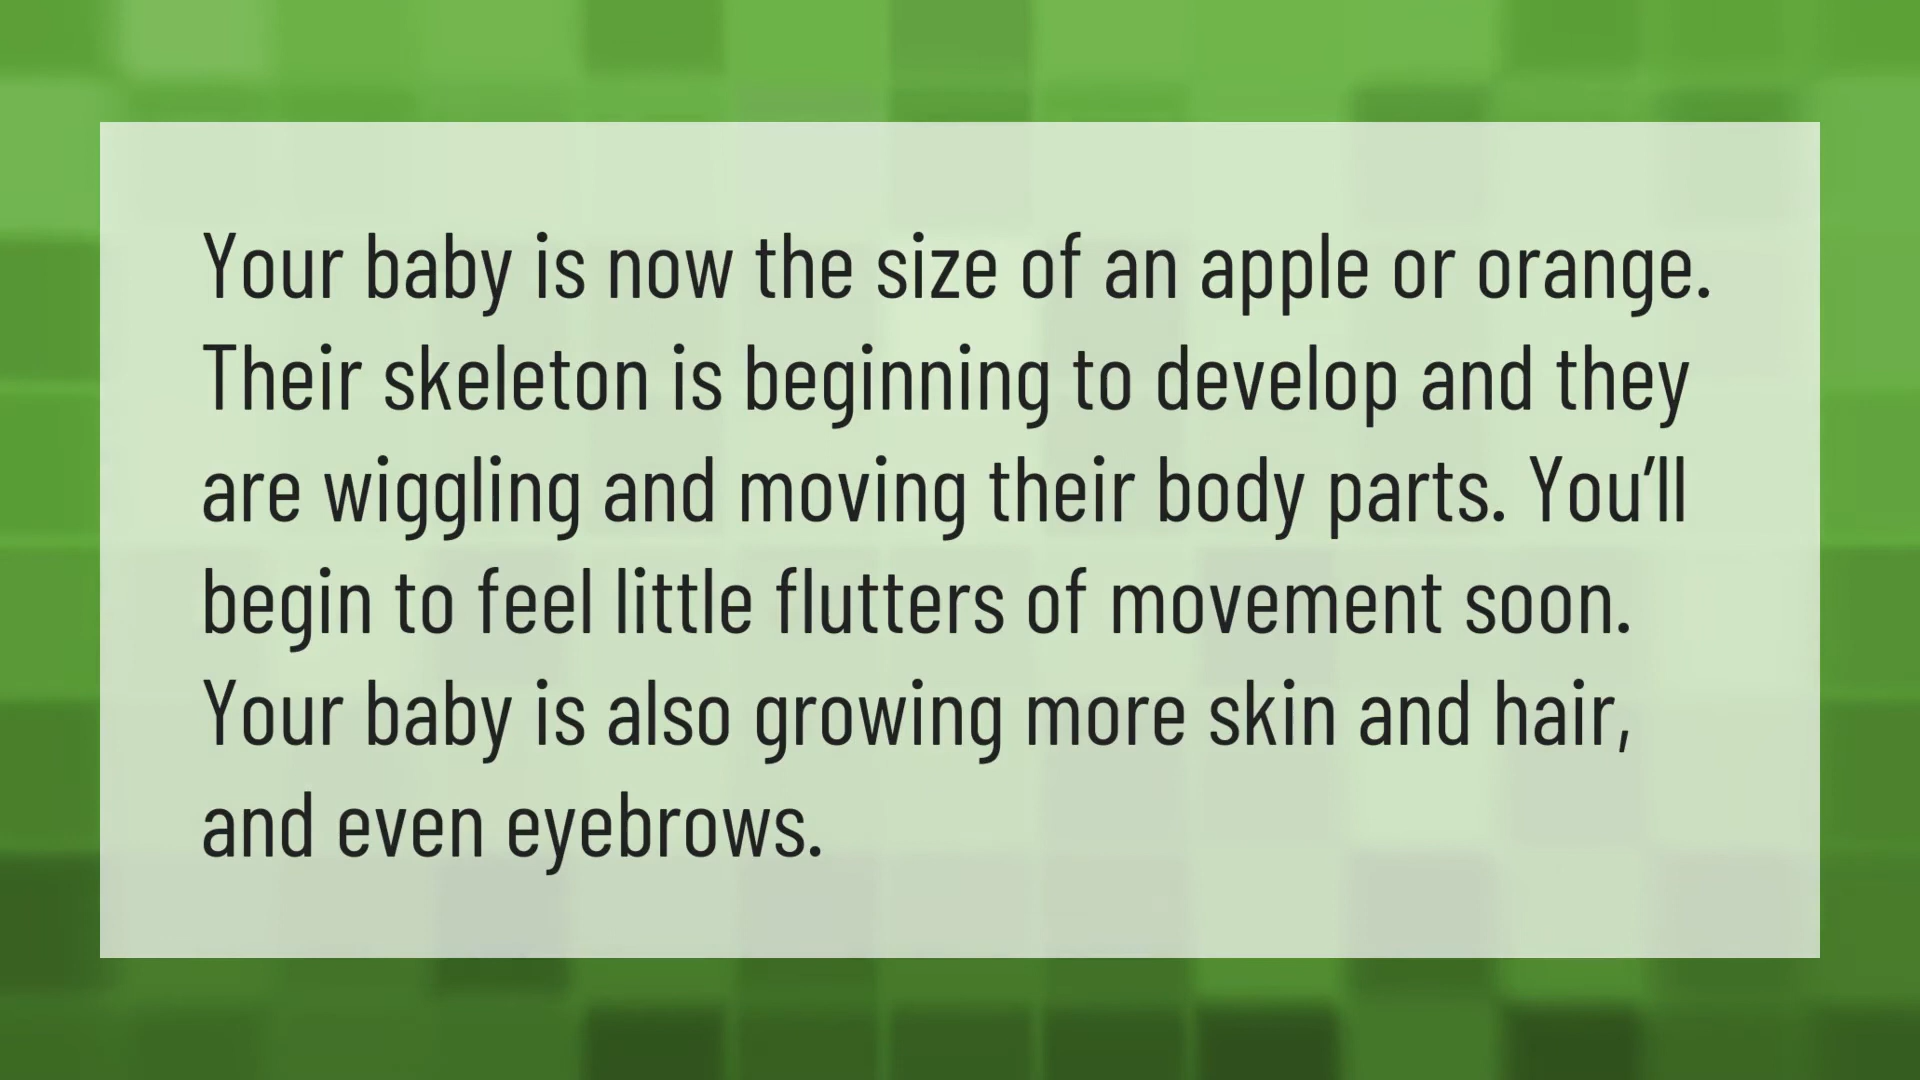 Your baby is now the size of an apple or orange.
Their skeleton is beginning to develop and they
are wiggling and moving their body parts. You’ll
begin to feel little flutters of movement soon.
Your baby is also growing more skin and hair,
and even eyebrows.